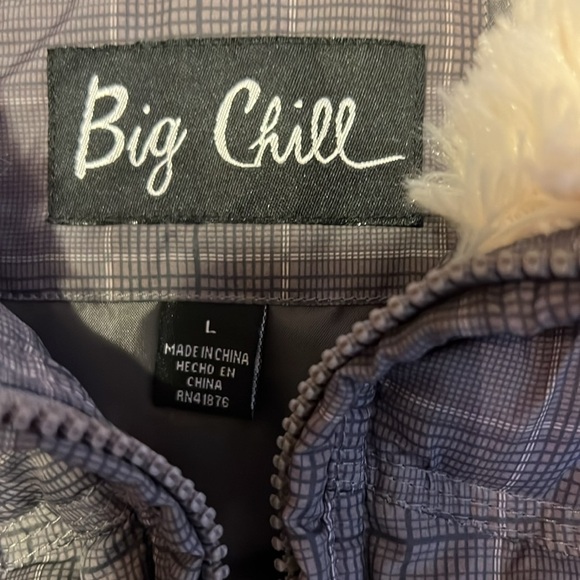 Big Chill
L
MADE IN CHINA
HECHO EN
CHINA
RN41876